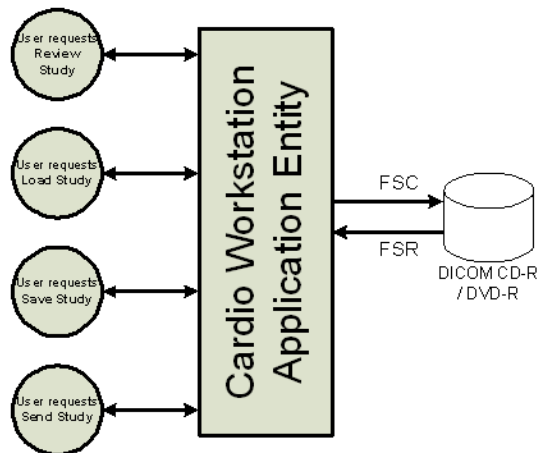 User requests
Review
Study
User requests
Load Study
User requests
Save Study
User requests
Send Study
Cardio Workstation
Application Entity
FSC
FSR
DICOM CD-R
/ DVD-R